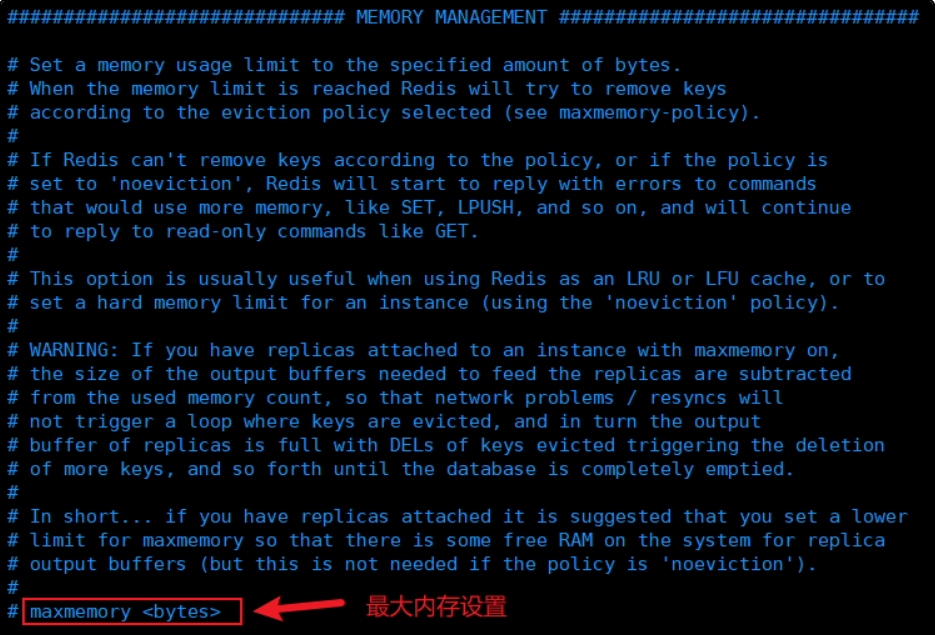 ############################## MEMORY MANAGEMENT ################################
# Set a memory usage limit to the specified amount of bytes.
# When the memory limit is reached Redis will try to remove keys
# according to the eviction policy selected (see maxmemory-policy).
#
# If Redis can't remove keys according to the policy, or if the policy is
# set to 'noeviction', Redis will start to reply with errors to commands
# that would use more memory, like SET, LPUSH, and so on, and will continue
# to reply to read-only commands like GET.
#
# This option is usually useful when using Redis as an LRU or LFU cache, or to
# set a hard memory limit for an instance (using the 'noeviction' policy).
#
# WARNING: If you have replicas attached to an instance with maxmemory on,
# the size of the output buffers needed to feed the replicas are subtracted
# from the used memory count, so that network problems / resyncs will
# not trigger a loop where keys are evicted, and in turn the output
# buffer of replicas is full with DELs of keys evicted triggering the deletion
# of more keys, and so forth until the database is completely emptied.
#
# In short... if you have replicas attached it is suggested that you set a lower
# limit for maxmemory so that there is some free RAM on the system for replica
# output buffers (but this is not needed if the policy is 'noeviction').
#
# maxmemory <bytes> 最大内存设置